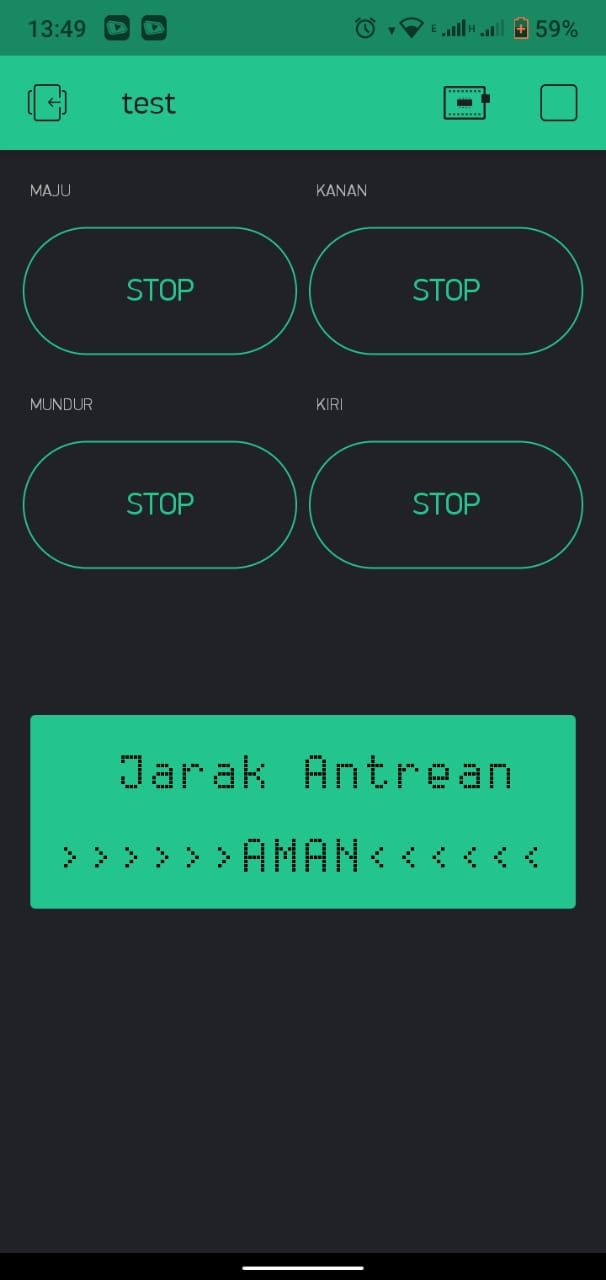 13:49 E H 59%
test
MAJU KANAN
STOP STOP
MUNDUR KIRI
STOP STOP
Jarak Antrean
>>>>>>AMAN<<<<<<